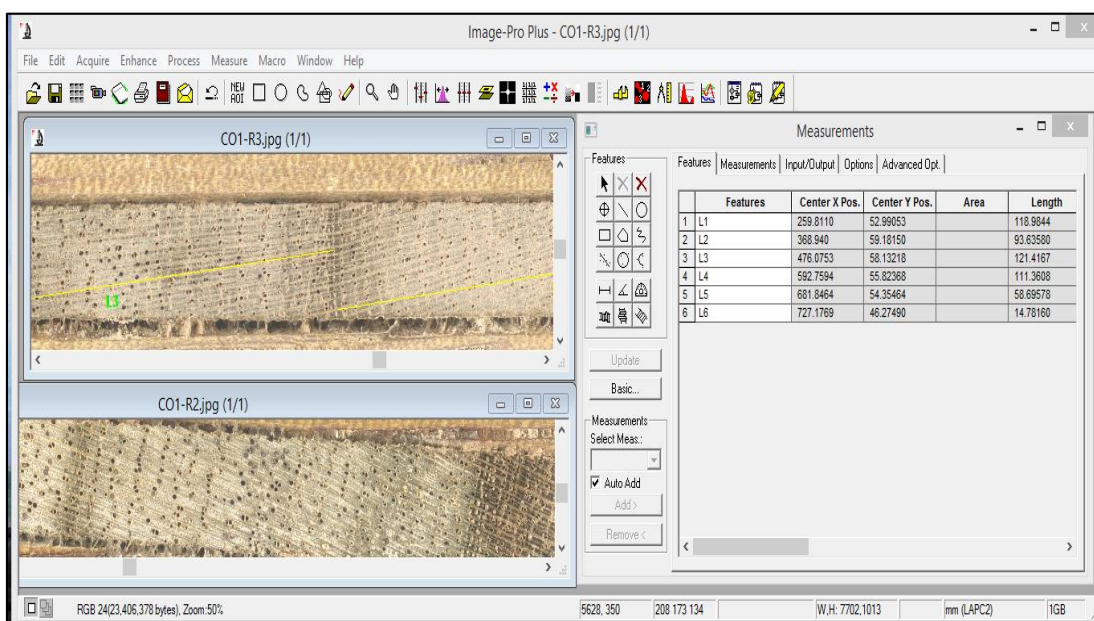 Image-Pro Plus - CO1-R3.jpg (1/1)
File Edit Acquire Enhance Process Measure Macro Window Help
NEW AOI
CO1-R3.jpg (1/1)
L3
CO1-R2.jpg (1/1)
Measurements
Features
Update
Basic...
Measurements
Select Meas.:
Auto Add
Add >
Remove <
Features Measurements Input/Output Options Advanced Opt.
Features Center X Pos. Center Y Pos. Area Length
1 L1 259.8110 52.99053 118.9844
2 L2 368.940 59.18150 93.63580
3 L3 476.0753 58.13218 121.4167
4 L4 592.7594 55.82368 111.3608
5 L5 681.8464 54.35464 58.69578
6 L6 727.1769 46.27490 14.78160
RGB 24(23,406,378 bytes), Zoom:50% 5628, 350 208 173 134 W,H: 7702,1013 mm (LAPC2) 1GB